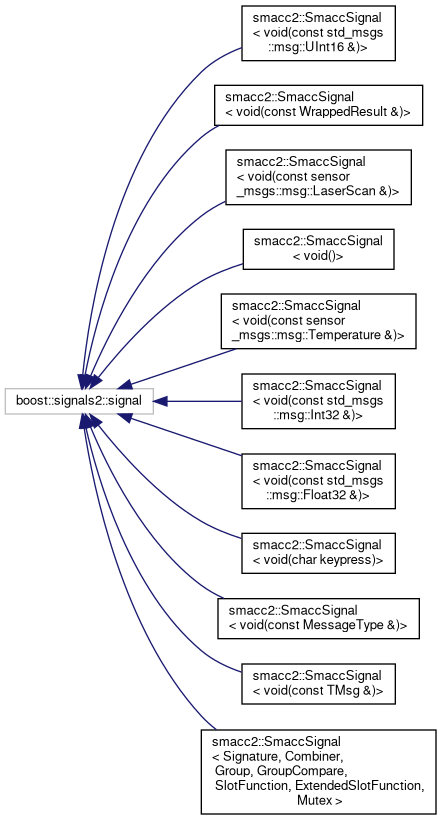 smacc2::SmaccSignal
< void(const std_msgs
::msg::UInt16 &)>
smacc2::SmaccSignal
< void(const WrappedResult &)>
smacc2::SmaccSignal
< void(const sensor
_msgs::msg::LaserScan &)>
smacc2::SmaccSignal
< void()>
smacc2::SmaccSignal
< void(const sensor
_msgs::msg::Temperature &)>
boost::signals2::signal
smacc2::SmaccSignal
< void(const std_msgs
::msg::Int32 &)>
smacc2::SmaccSignal
< void(const std_msgs
::msg::Float32 &)>
smacc2::SmaccSignal
< void(char keypress)>
smacc2::SmaccSignal
< void(const MessageType &)>
smacc2::SmaccSignal
< void(const TMsg &)>
smacc2::SmaccSignal
< Signature, Combiner,
Group, GroupCompare,
SlotFunction, ExtendedSlotFunction,
Mutex >